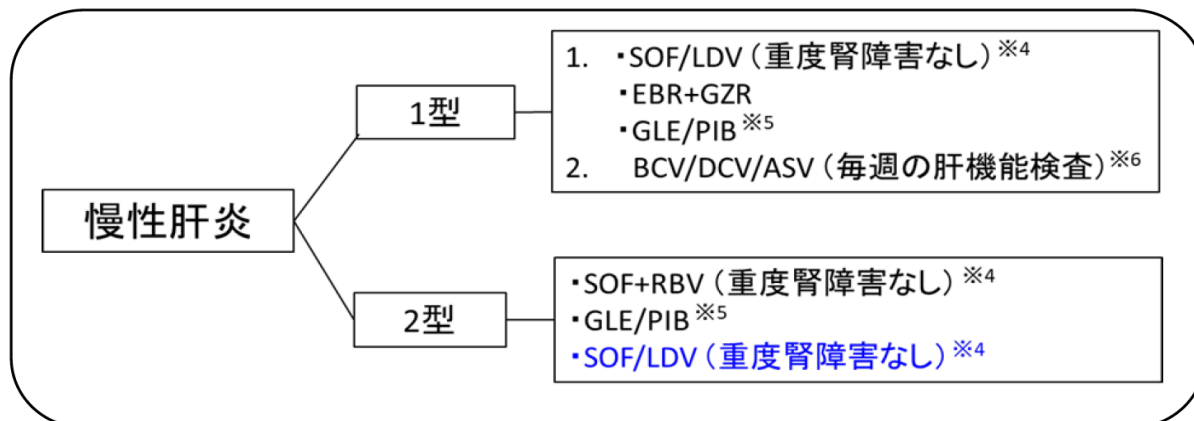 慢性肝炎
1型
1. ・SOF/LDV（重度腎障害なし）※4
・EBR+GZR
・GLE/PIB※5
2. BCV/DCV/ASV（毎週の肝機能検査）※6
2型
・SOF+RBV（重度腎障害なし）※4
・GLE/PIB※5
・SOF/LDV（重度腎障害なし）※4